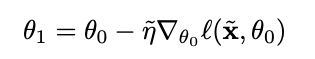 θ₁ = θ₀ − η̃∇_{θ₀}ℓ(x̃, θ₀)